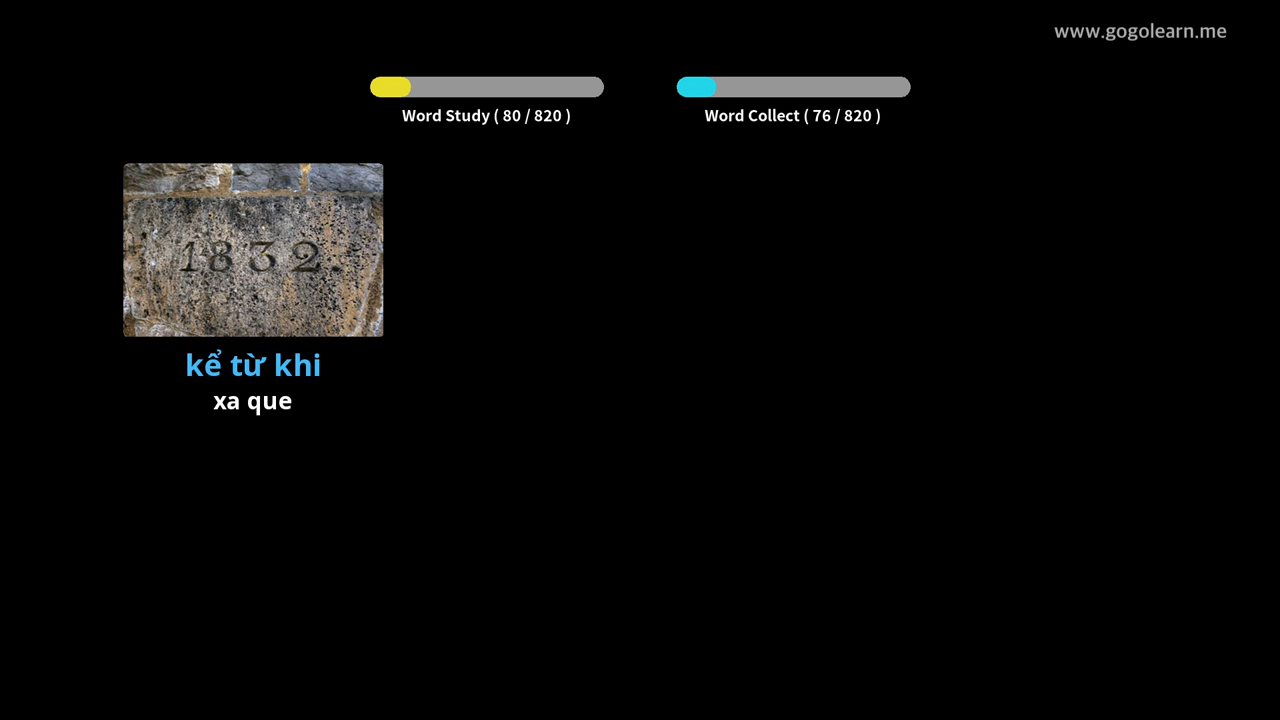 www.gogolearn.me
Word Study ( 80 / 820 )
Word Collect ( 76 / 820 )
1832.
kể từ khi
xa que